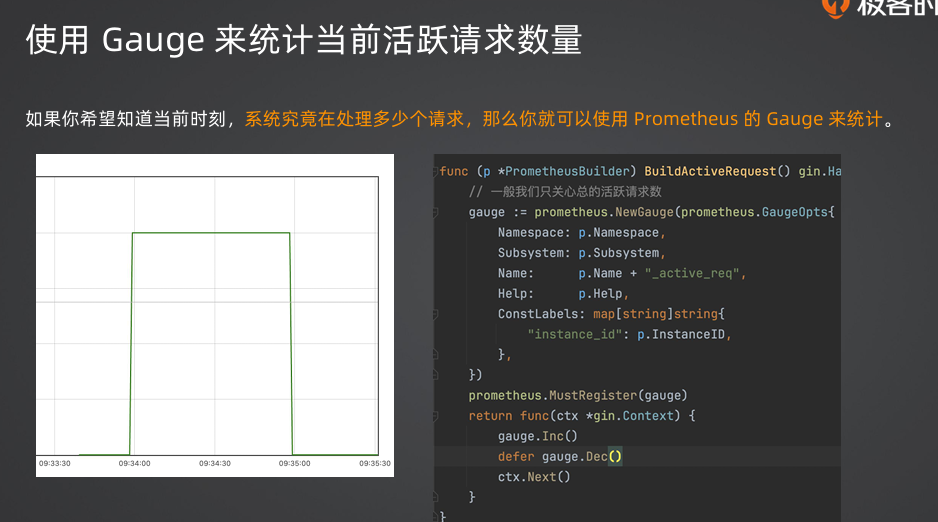 极客时
使用 Gauge 来统计当前活跃请求数量
如果你希望知道当前时刻，系统究竟在处理多少个请求，那么你就可以使用 Prometheus 的 Gauge 来统计。
09:33:30 09:34:00 09:34:30 09:35:00 09:35:30
func (p *PrometheusBuilder) BuildActiveRequest() gin.Ha
// 一般我们只关心总的活跃请求数
gauge := prometheus.NewGauge(prometheus.GaugeOpts{
Namespace: p.Namespace,
Subsystem: p.Subsystem,
Name: p.Name + "_active_req",
Help: p.Help,
ConstLabels: map[string]string{
"instance_id": p.InstanceID,
},
})
prometheus.MustRegister(gauge)
return func(ctx *gin.Context) {
gauge.Inc()
defer gauge.Dec()
ctx.Next()
}
}